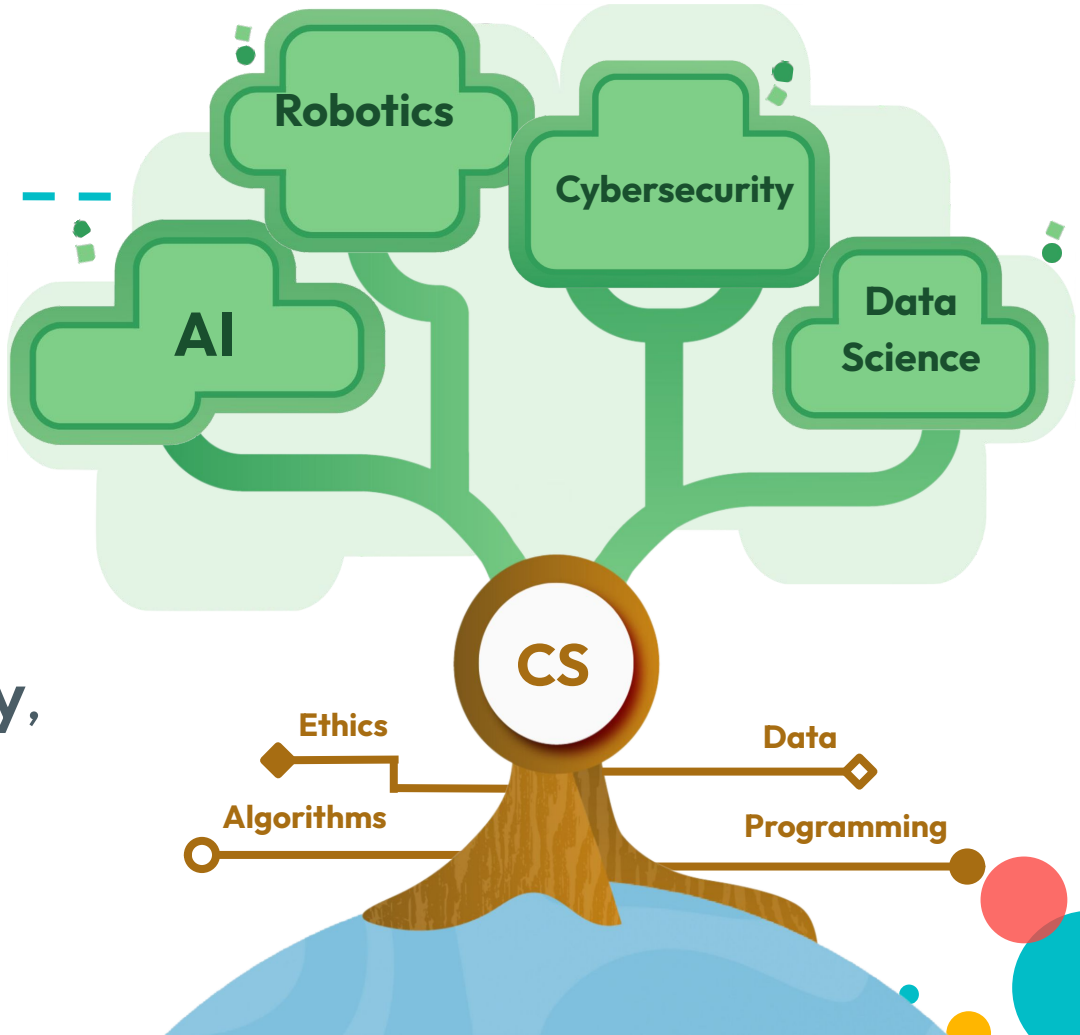 Robotics
Cybersecurity
Data
Science
AI
CS
y,
Ethics
Data
Algorithms
Programming